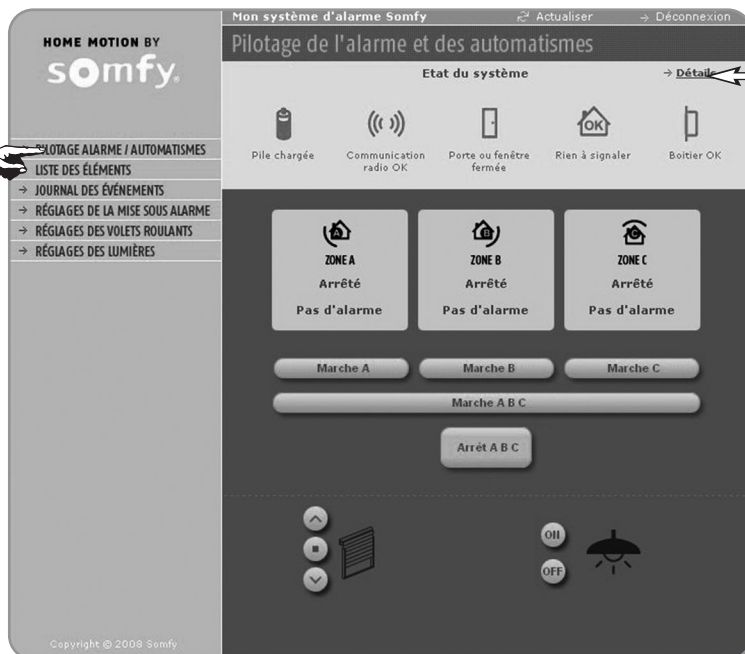 Mon système d'alarme Somfy
Actualiser
→ Déconnexion
HOME MOTION BY
somfy.
Pilotage de l'alarme et des automatismes
Etat du système
→ Détails
Pile chargée
Communication
radio OK
Porte ou fenêtre
fermée
OK
Rien à signaler
Boitier OK
PILOTAGE ALARME / AUTOMATISMES
LISTE DES ÉLÉMENTS
→ JOURNAL DES ÉVÉNEMENTS
→ RÉGLAGES DE LA MISE SOUS ALARME
→ RÉGLAGES DES VOLETS ROULANTS
→ RÉGLAGES DES LUMIÈRES
A
ZONE A
Arrêté
Pas d'alarme
B
ZONE B
Arrêté
Pas d'alarme
C
ZONE C
Arrêté
Pas d'alarme
Marche A
Marche B
Marche C
Marche A B C
Arrêt A B C
ON
OFF
Copyright © 2008 Somfy